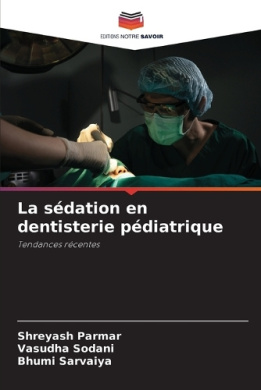 EDITIONS NOTRE SAVOIR
La sédation en
dentisterie pédiatrique
Tendances récentes
Shreyash Parmar
Vasudha Sodani
Bhumi Sarvaiya